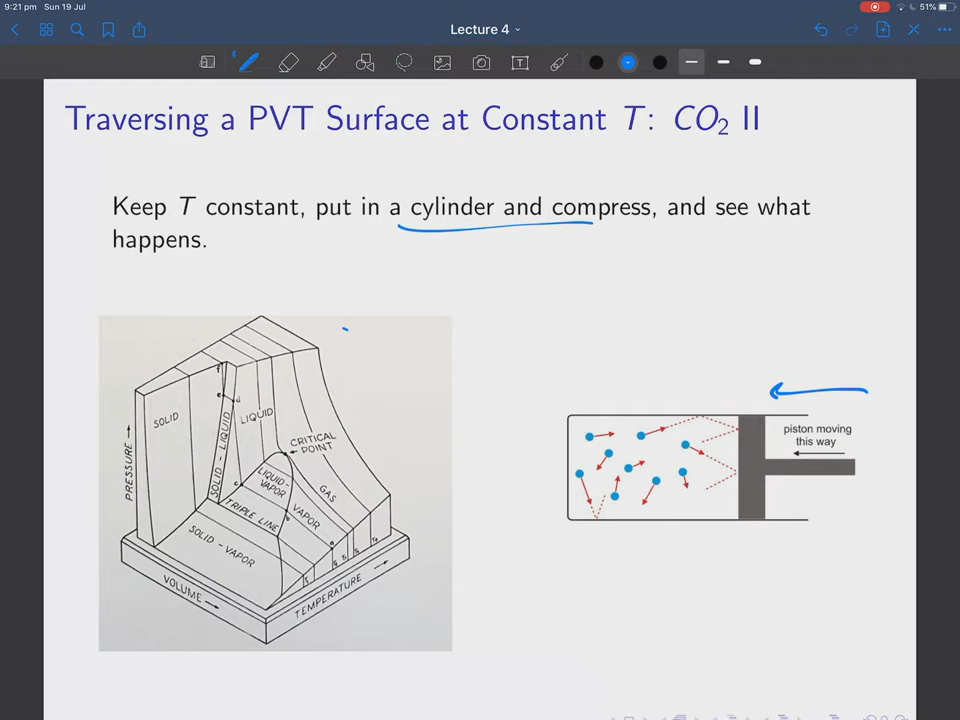 9:21 pm Sun 19 Jul
51%
Lecture 4
Traversing a PVT Surface at Constant T: CO₂ II
Keep T constant, put in a cylinder and compress, and see what
happens.
PRESSURE
SOLID
SOLID-LIQUID
LIQUID
CRITICAL
POINT
LIQUID-
VAPOR
GAS
VAPOR
TRIPLE LINE
SOLID-VAPOR
VOLUME
TEMPERATURE
f
e
d
c
b
a
piston moving
this way